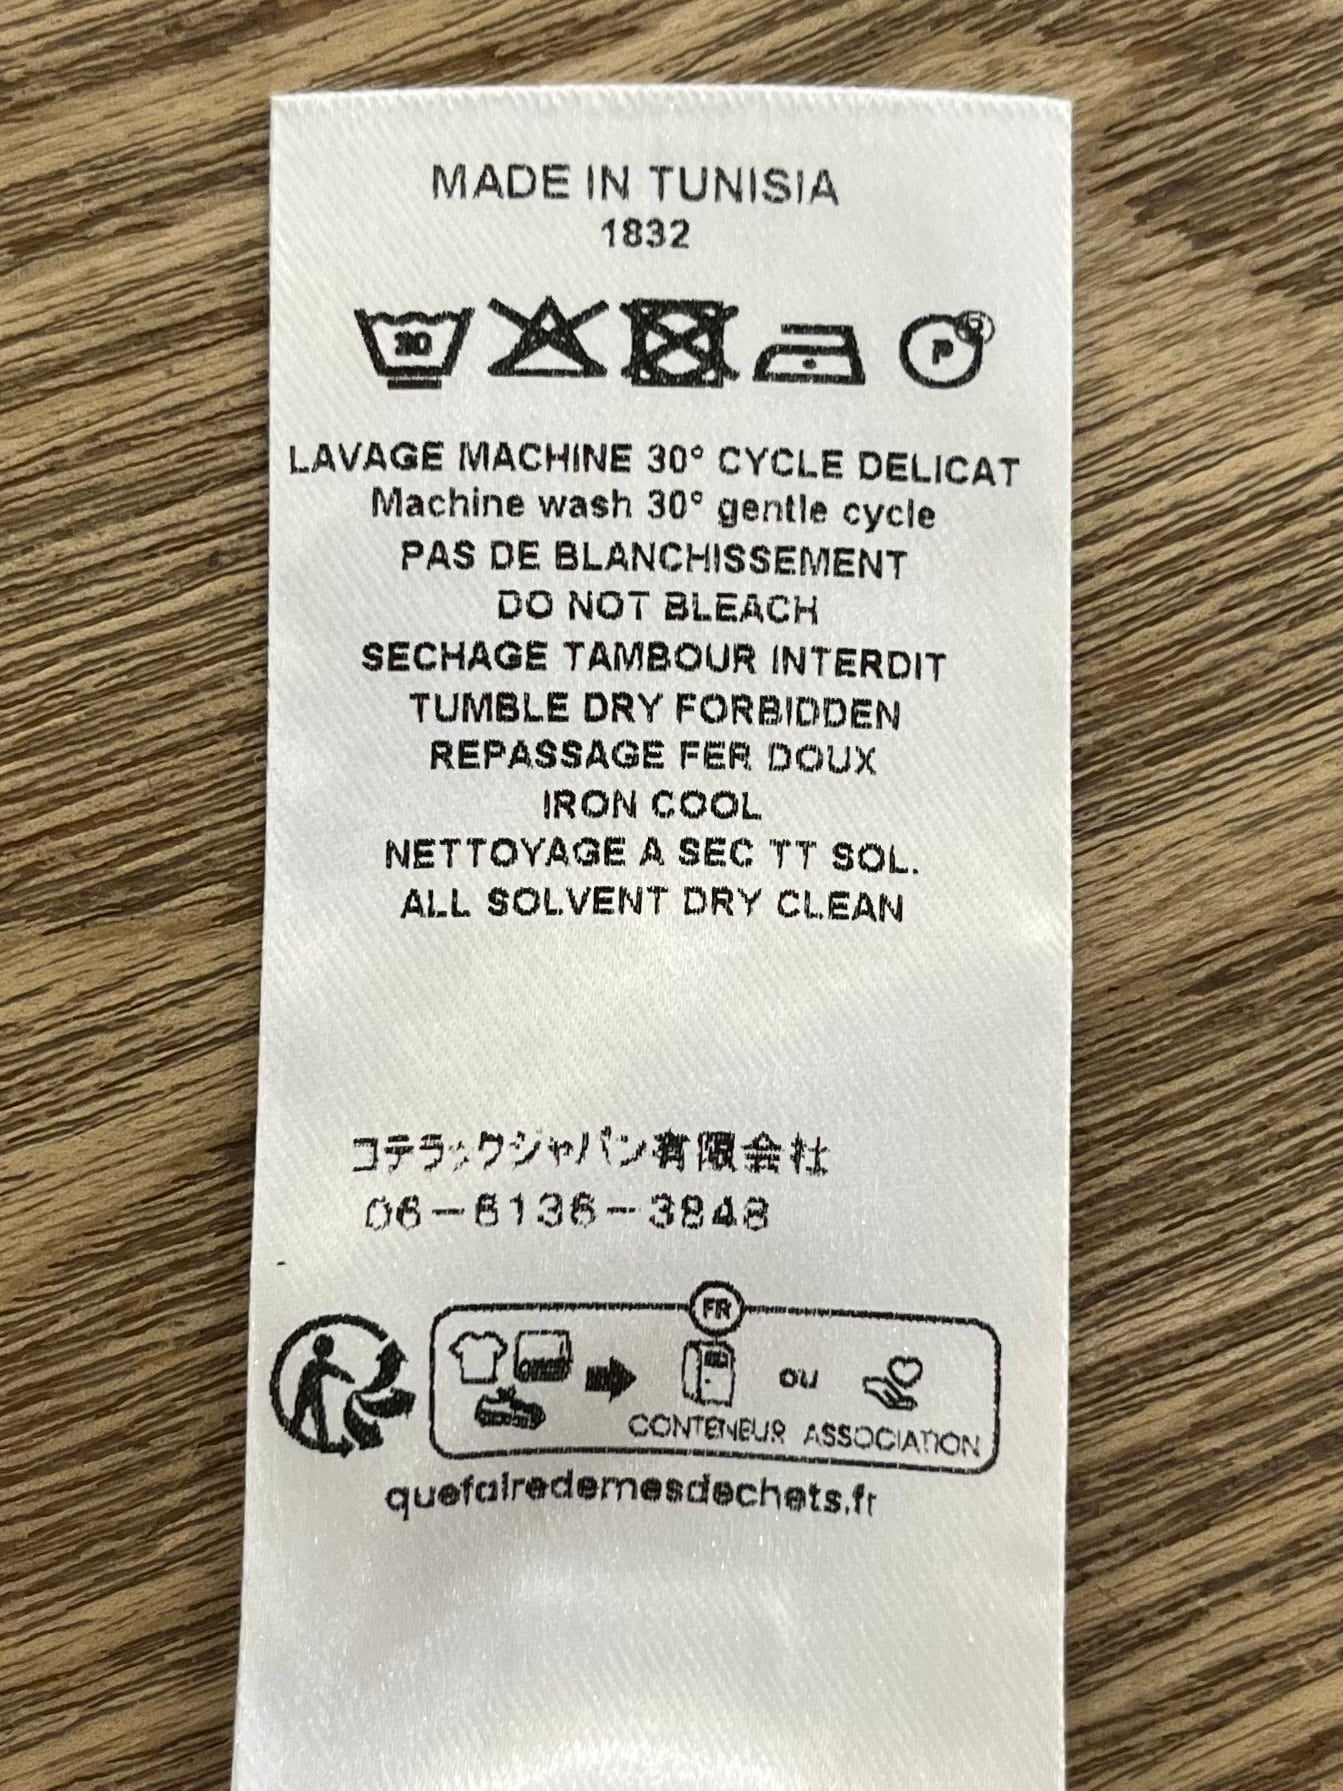 MADE IN TUNISIA
1832
30
P
5
LAVAGE MACHINE 30° CYCLE DELICAT
Machine wash 30° gentle cycle
PAS DE BLANCHISSEMENT
DO NOT BLEACH
SECHAGE TAMBOUR INTERDIT
TUMBLE DRY FORBIDDEN
REPASSAGE FER DOUX
IRON COOL
NETTOYAGE A SEC TT SOL.
ALL SOLVENT DRY CLEAN
コテラックジャパン有限会社
06-6136-3848
FR
ou
CONTENEUR ASSOCIATION
quefairedemesdechets.fr